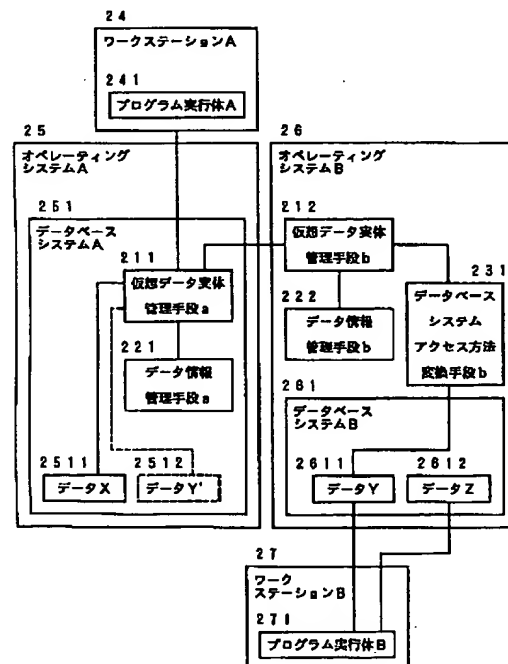 24
ワークステーションA
241
プログラム実行体A
25
オペレーティング
システムA
251
データベース
システムA
211
仮想データ実体
管理手段a
221
データ情報
管理手段a
2511
データX
2512
データY'
26
オペレーティング
システムB
212
仮想データ実体
管理手段b
222
データ情報
管理手段b
231
データベース
システム
アクセス方法
変換手段b
261
データベース
システムB
2611
データY
2612
データZ
27
ワーク
ステーションB
271
プログラム実行体B